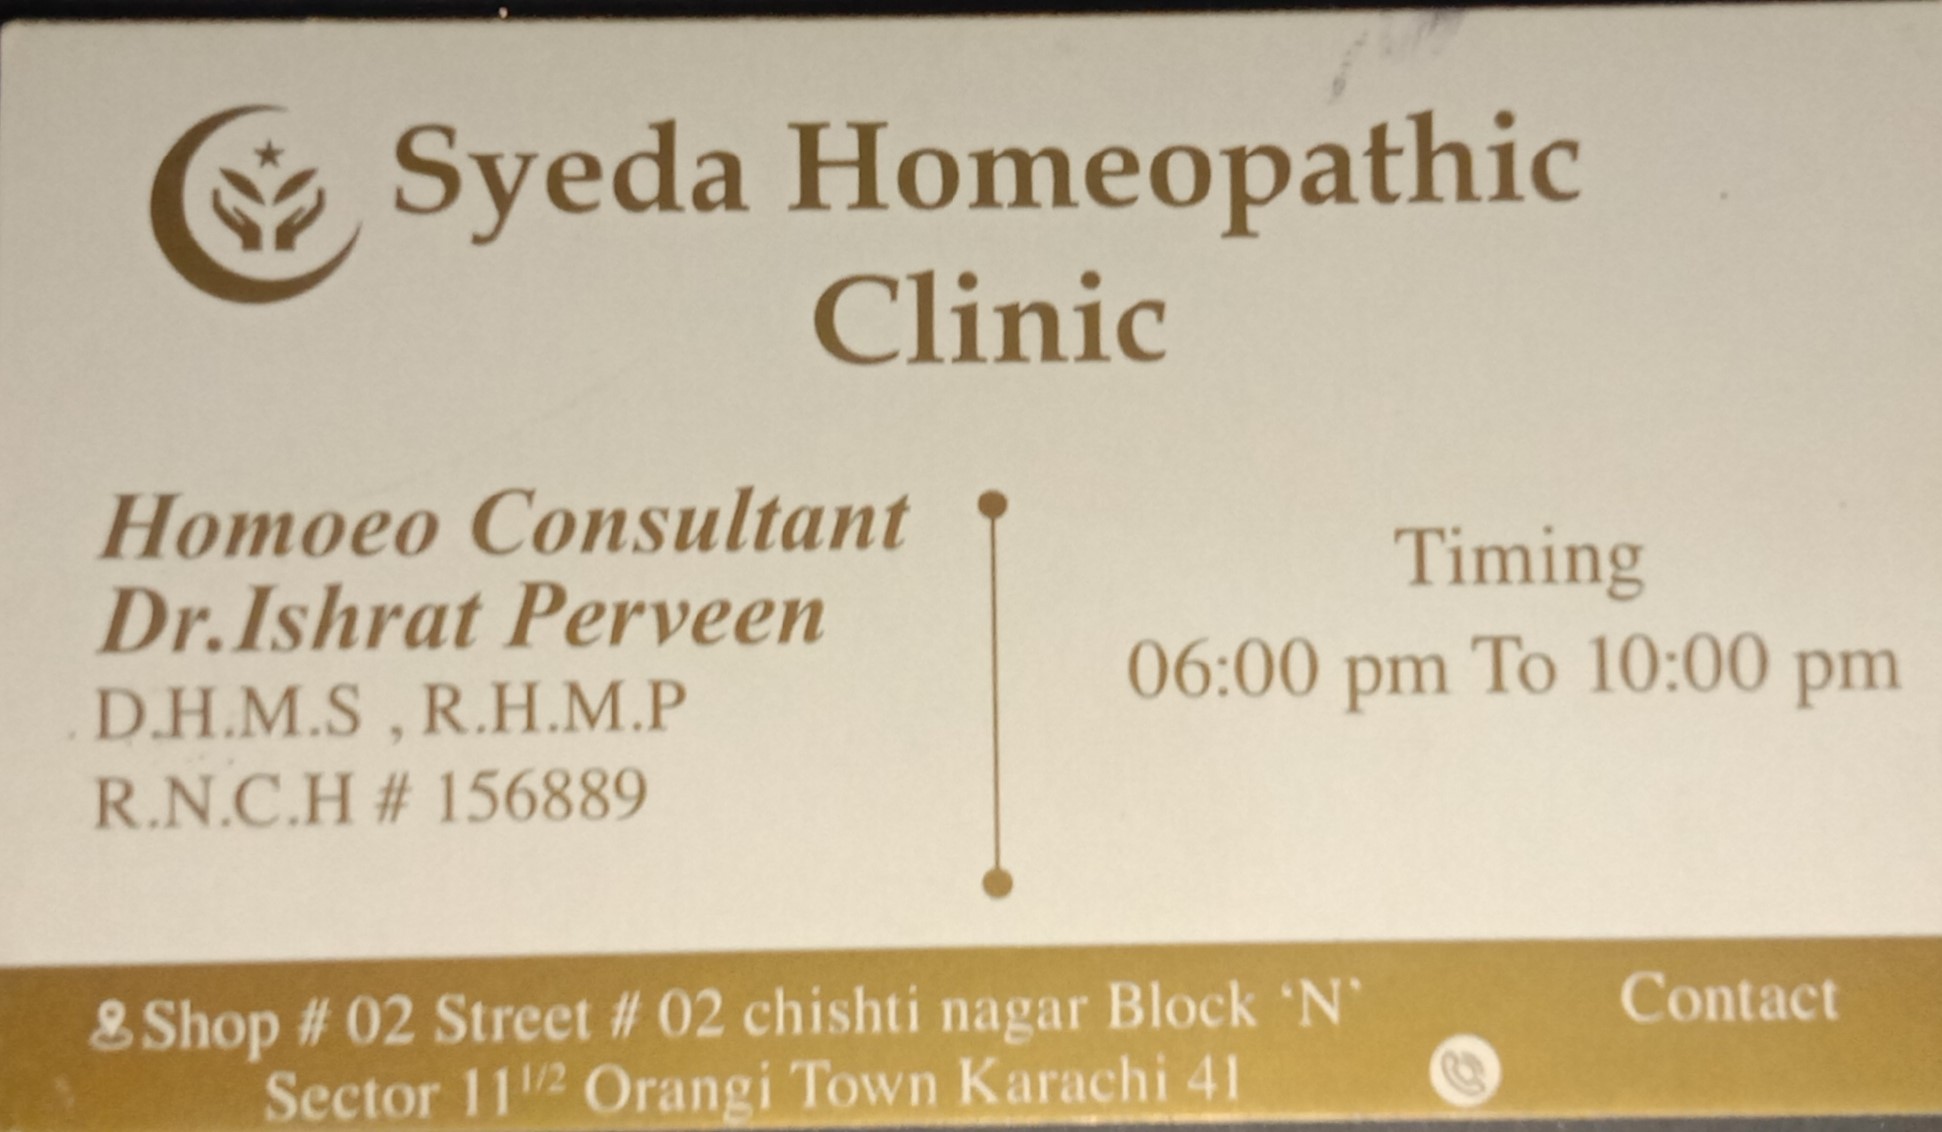 Syeda Homeopathic
Clinic
Homoeo Consultant
Dr.Ishrat Perveen
D.H.M.S , R.H.M.P
R.N.C.H # 156889
Timing
06:00 pm To 10:00 pm
Shop # 02 Street # 02 chishti nagar Block ‘N’
Sector 11 1/2 Orangi Town Karachi 41
Contact